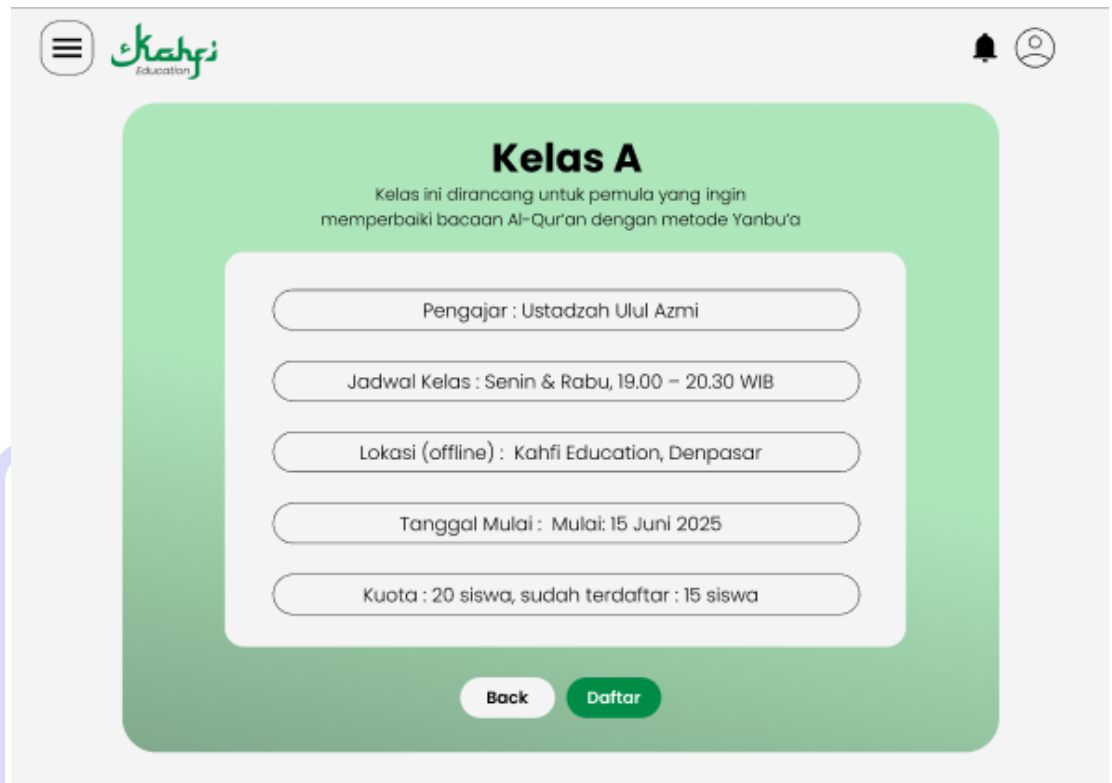 Kahfi
Education
Kelas A
Kelas ini dirancang untuk pemula yang ingin
memperbaiki bacaan Al-Qur'an dengan metode Yanbu'a
Pengajar : Ustadzah Ulul Azmi
Jadwal Kelas : Senin & Rabu, 19.00 – 20.30 WIB
Lokasi (offline) :  Kahfi Education, Denpasar
Tanggal Mulai :  Mulai: 15 Juni 2025
Kuota : 20 siswa, sudah terdaftar : 15 siswa
Back Daftar